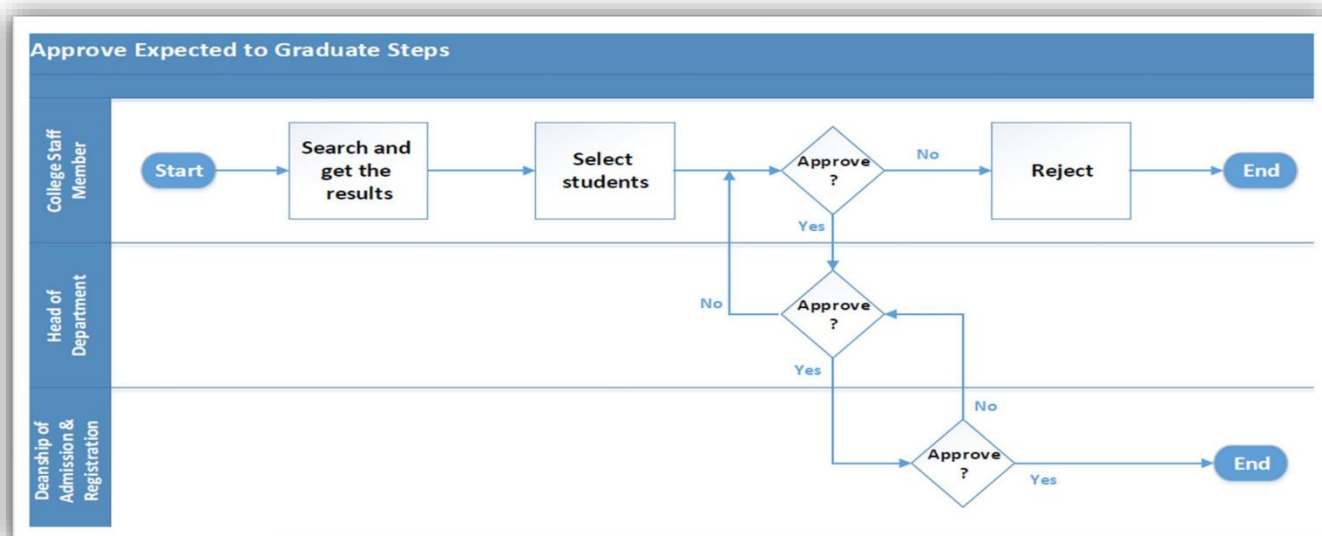 Approve Expected to Graduate Steps
College Staff
Member
Start
Search and
get the
results
Select
students
Approve
?
No
Reject
End
Yes
Head of
Department
No
Approve
?
Yes
Deanship of
Admission &
Registration
No
Approve
?
Yes
End